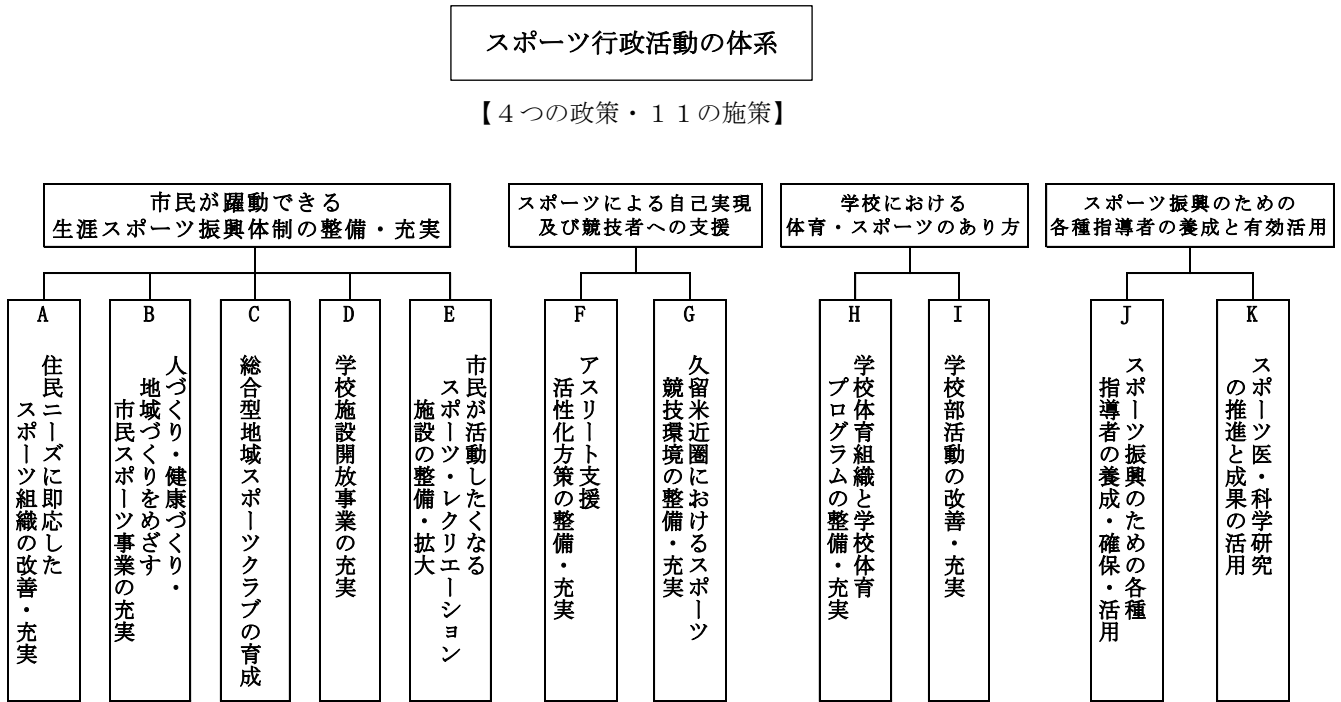 スポーツ行政活動の体系
【４つの政策・１１の施策】
市民が躍動できる
生涯スポーツ振興体制の整備・充実
スポーツによる自己実現
及び競技者への支援
学校における
体育・スポーツのあり方
スポーツ振興のための
各種指導者の養成と有効活用
A
住民ニーズに即応した
スポーツ組織の改善・充実
B
人づくり・健康づくり・
地域づくりをめざす
市民スポーツ事業の充実
C
総合型地域スポーツクラブの育成
D
学校施設開放事業の充実
E
市民が活動したくなる
スポーツ・レクリエーション
施設の整備・拡大
F
アスリート支援
活性化方策の整備・充実
G
久留米近圏におけるスポーツ
競技環境の整備・充実
H
学校体育組織と学校体育
プログラムの整備・充実
I
学校部活動の改善・充実
J
スポーツ振興のための各種
指導者の養成・確保・活用
K
スポーツ医・科学研究
の推進と成果の活用